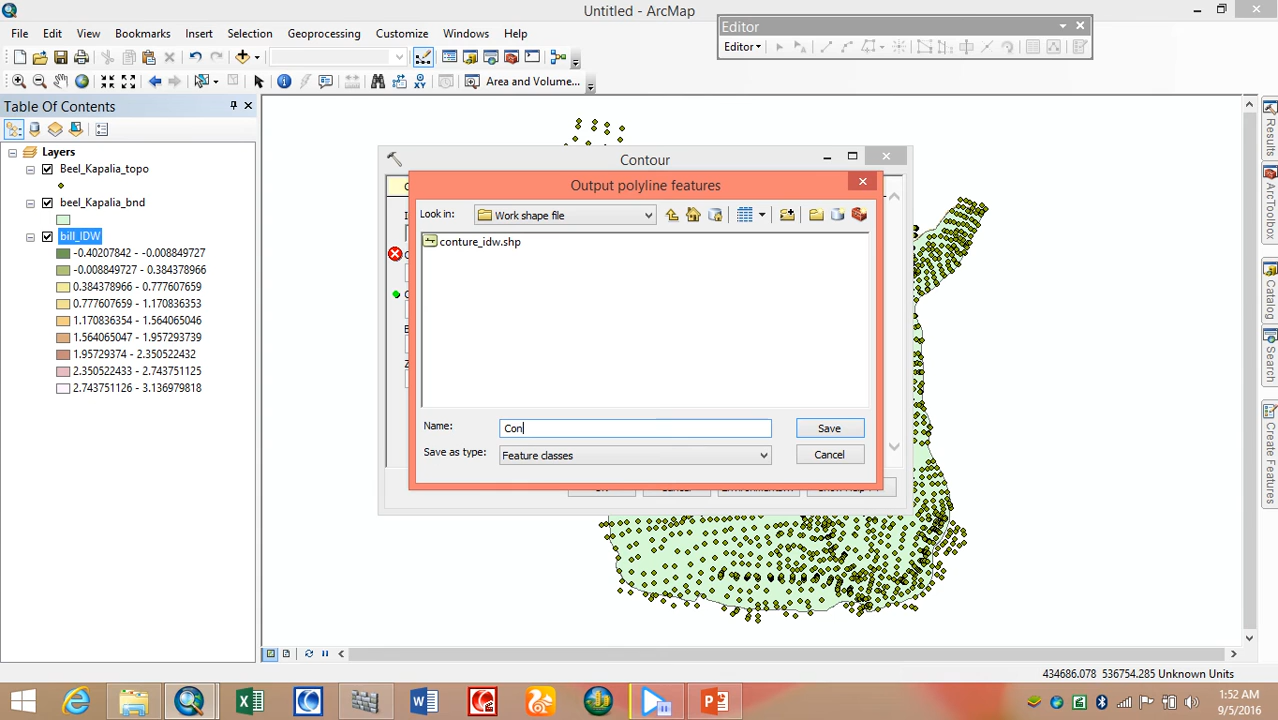 Untitled - ArcMap
File Edit View Bookmarks Insert Selection Geoprocessing Customize Windows Help
Editor
Editor
Area and Volume...
Table Of Contents
Layers
Beel_Kapalia_topo
beel_Kapalia_bnd
bill_IDW
-0.40207842 - -0.008849727
-0.008849727 - 0.384378966
0.384378966 - 0.777607659
0.777607659 - 1.170836353
1.170836354 - 1.564065046
1.564065047 - 1.957293739
1.95729374 - 2.350522432
2.350522433 - 2.743751125
2.743751126 - 3.136979818
Contour
Output polyline features
Look in: Work shape file
conture_idw.shp
Name: Con
Save
Save as type: Feature classes
Cancel
Results
ArcToolbox
Catalog
Search
Create Features
434686.078 536754.285 Unknown Units
1:52 AM
9/5/2016